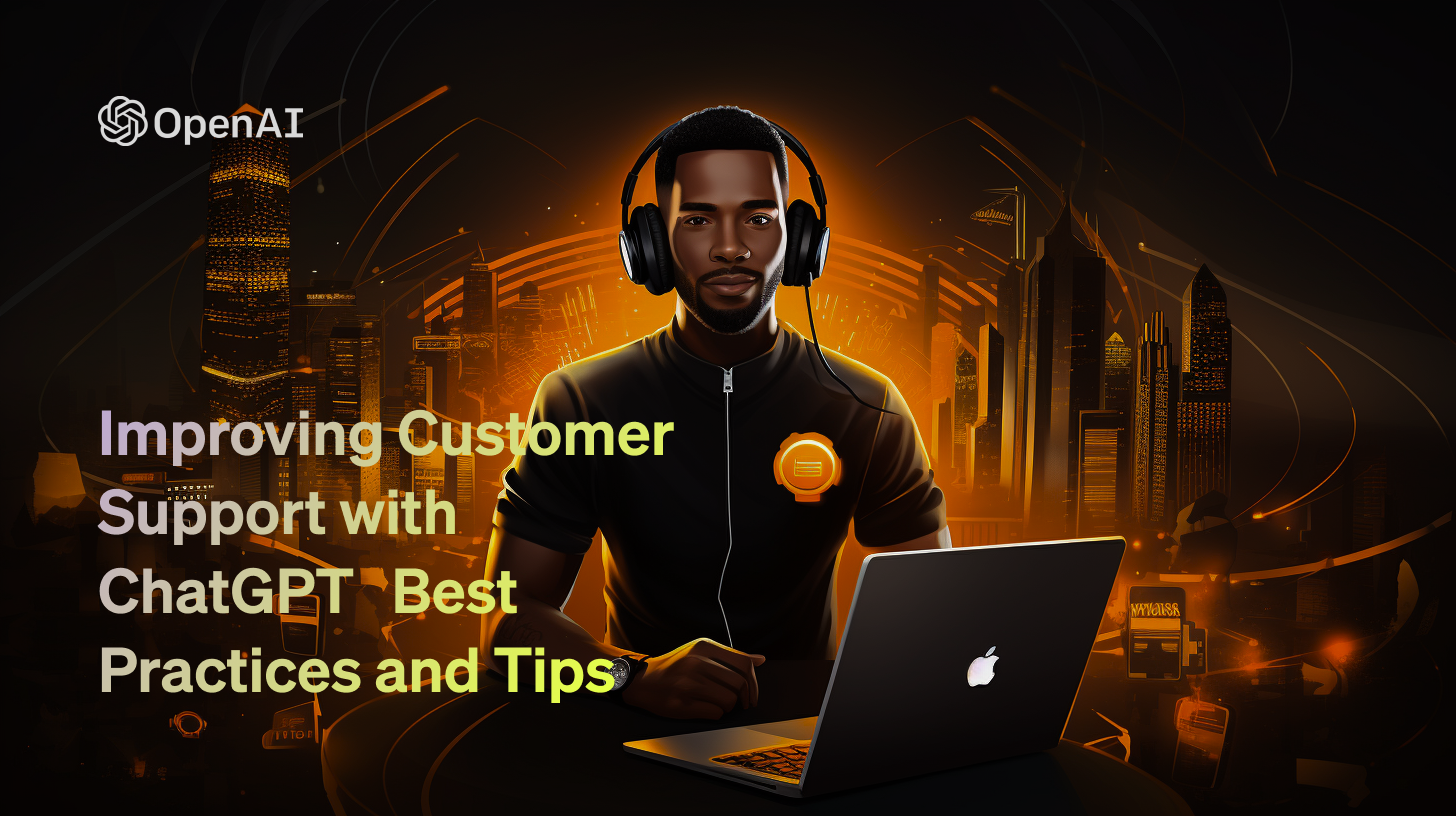 OpenAI
Improving Customer
Support with
ChatGPT Best
Practices and Tips